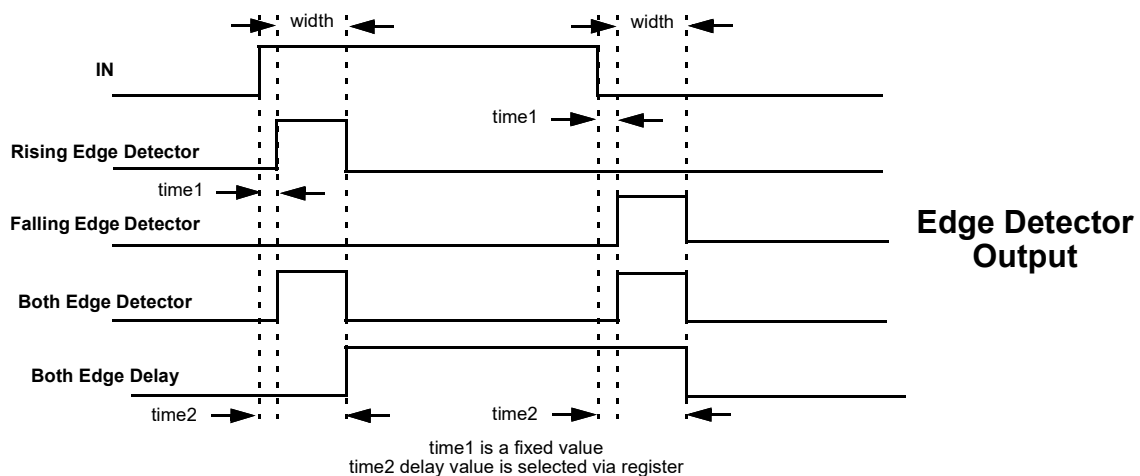 width
width
IN
time1
Rising Edge Detector
time1
Falling Edge Detector
Edge Detector
Output
Both Edge Detector
Both Edge Delay
time2
time2
time1 is a fixed value
time2 delay value is selected via register